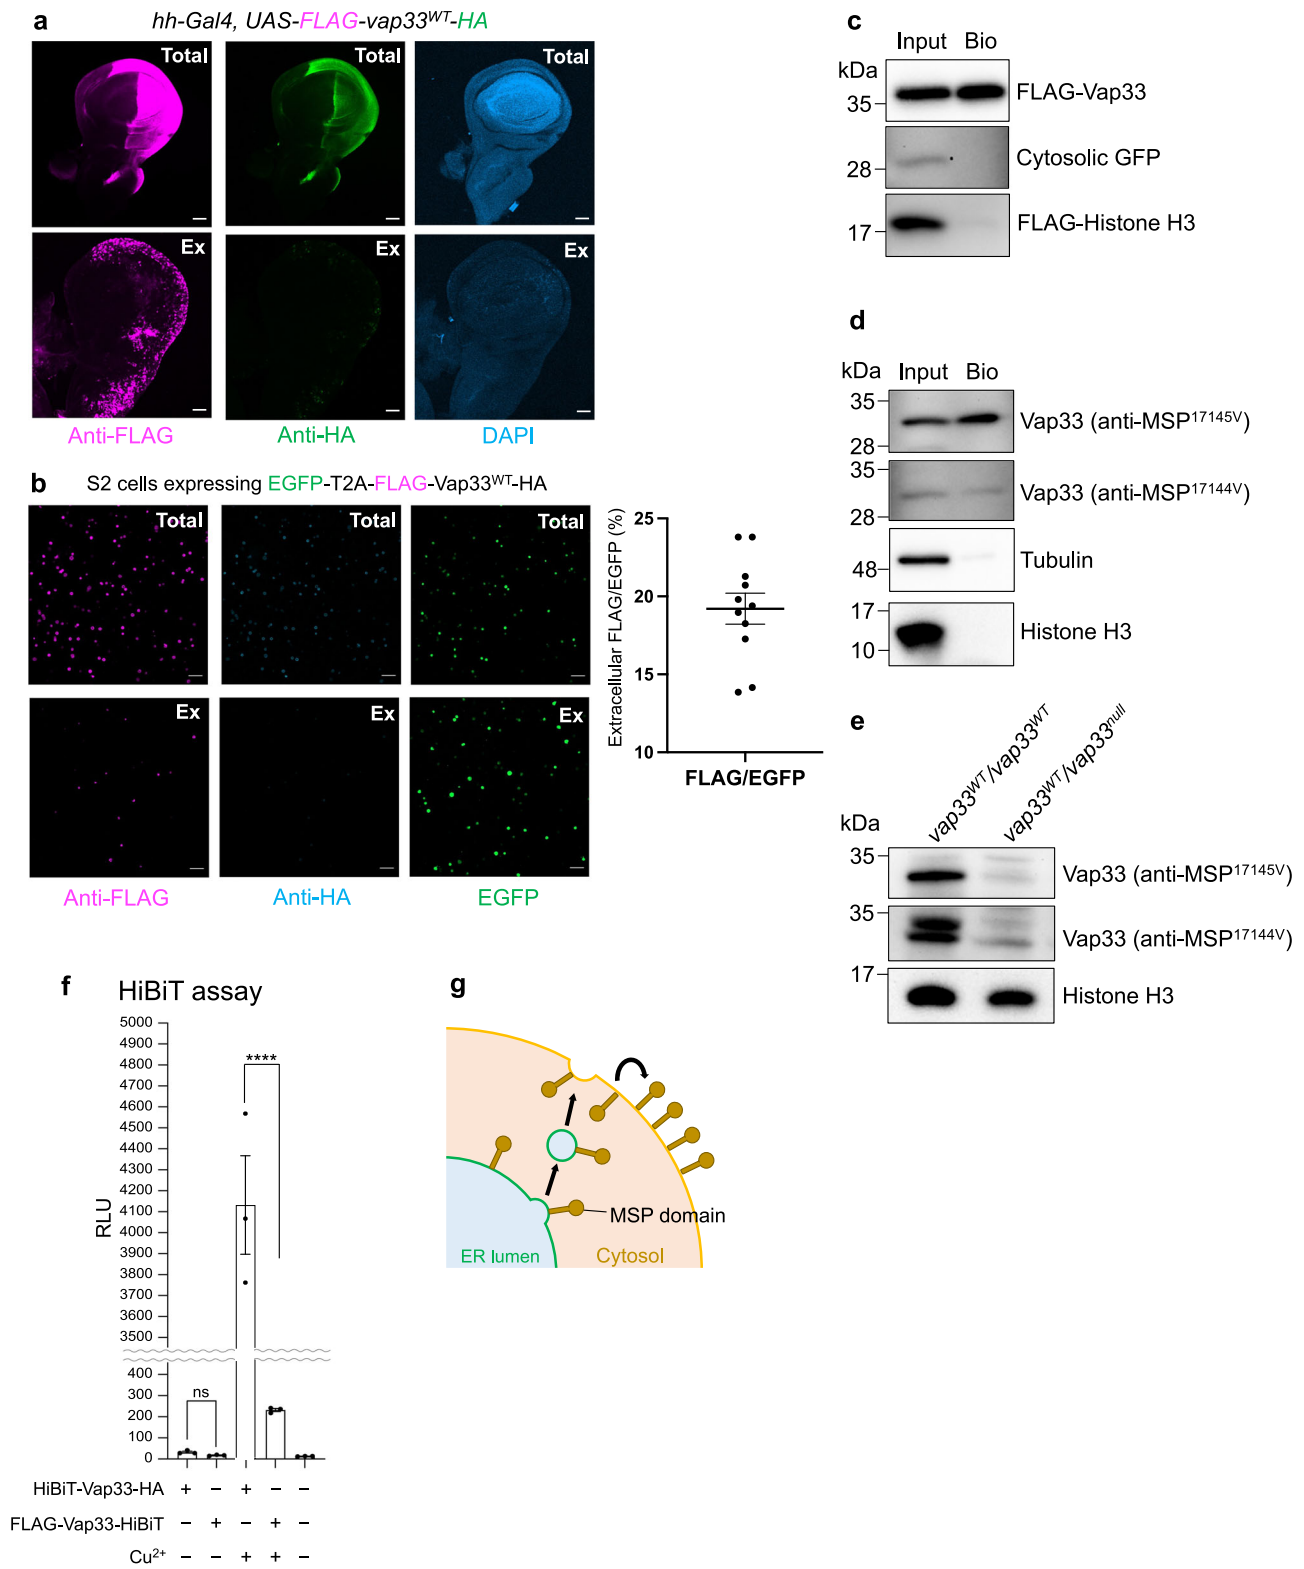 a
hh-Gal4, UAS-FLAG-vap33WT-HA
Total Total Total
Ex Ex Ex
Anti-FLAG Anti-HA DAPI
b
S2 cells expressing EGFP-T2A-FLAG-Vap33WT-HA
Total Total Total
Ex Ex Ex
Anti-FLAG Anti-HA EGFP
Extracellular FLAG/EGFP (%)
25
20
15
10
FLAG/EGFP
c
Input Bio
kDa
35 FLAG-Vap33
28 Cytosolic GFP
17 FLAG-Histone H3
d
kDa Input Bio
35
Vap33 (anti-MSP17145V)
28
35
Vap33 (anti-MSP17144V)
28
Tubulin
48
17
Histone H3
10
e
vap33WT/vap33WT
vap33WT/vap33null
kDa
35
Vap33 (anti-MSP17145V)
35
Vap33 (anti-MSP17144V)
17
Histone H3
f
HiBiT assay
RLU
5000
4900
4800
4700
4600
4500
4400
4300
4200
4100
4000
3900
3800
3700
3600
3500
400
300
200
100
0
****
ns
HiBiT-Vap33-HA + − + − −
FLAG-Vap33-HiBiT − + − + −
Cu2+ − − + + −
g
MSP domain
ER lumen
Cytosol